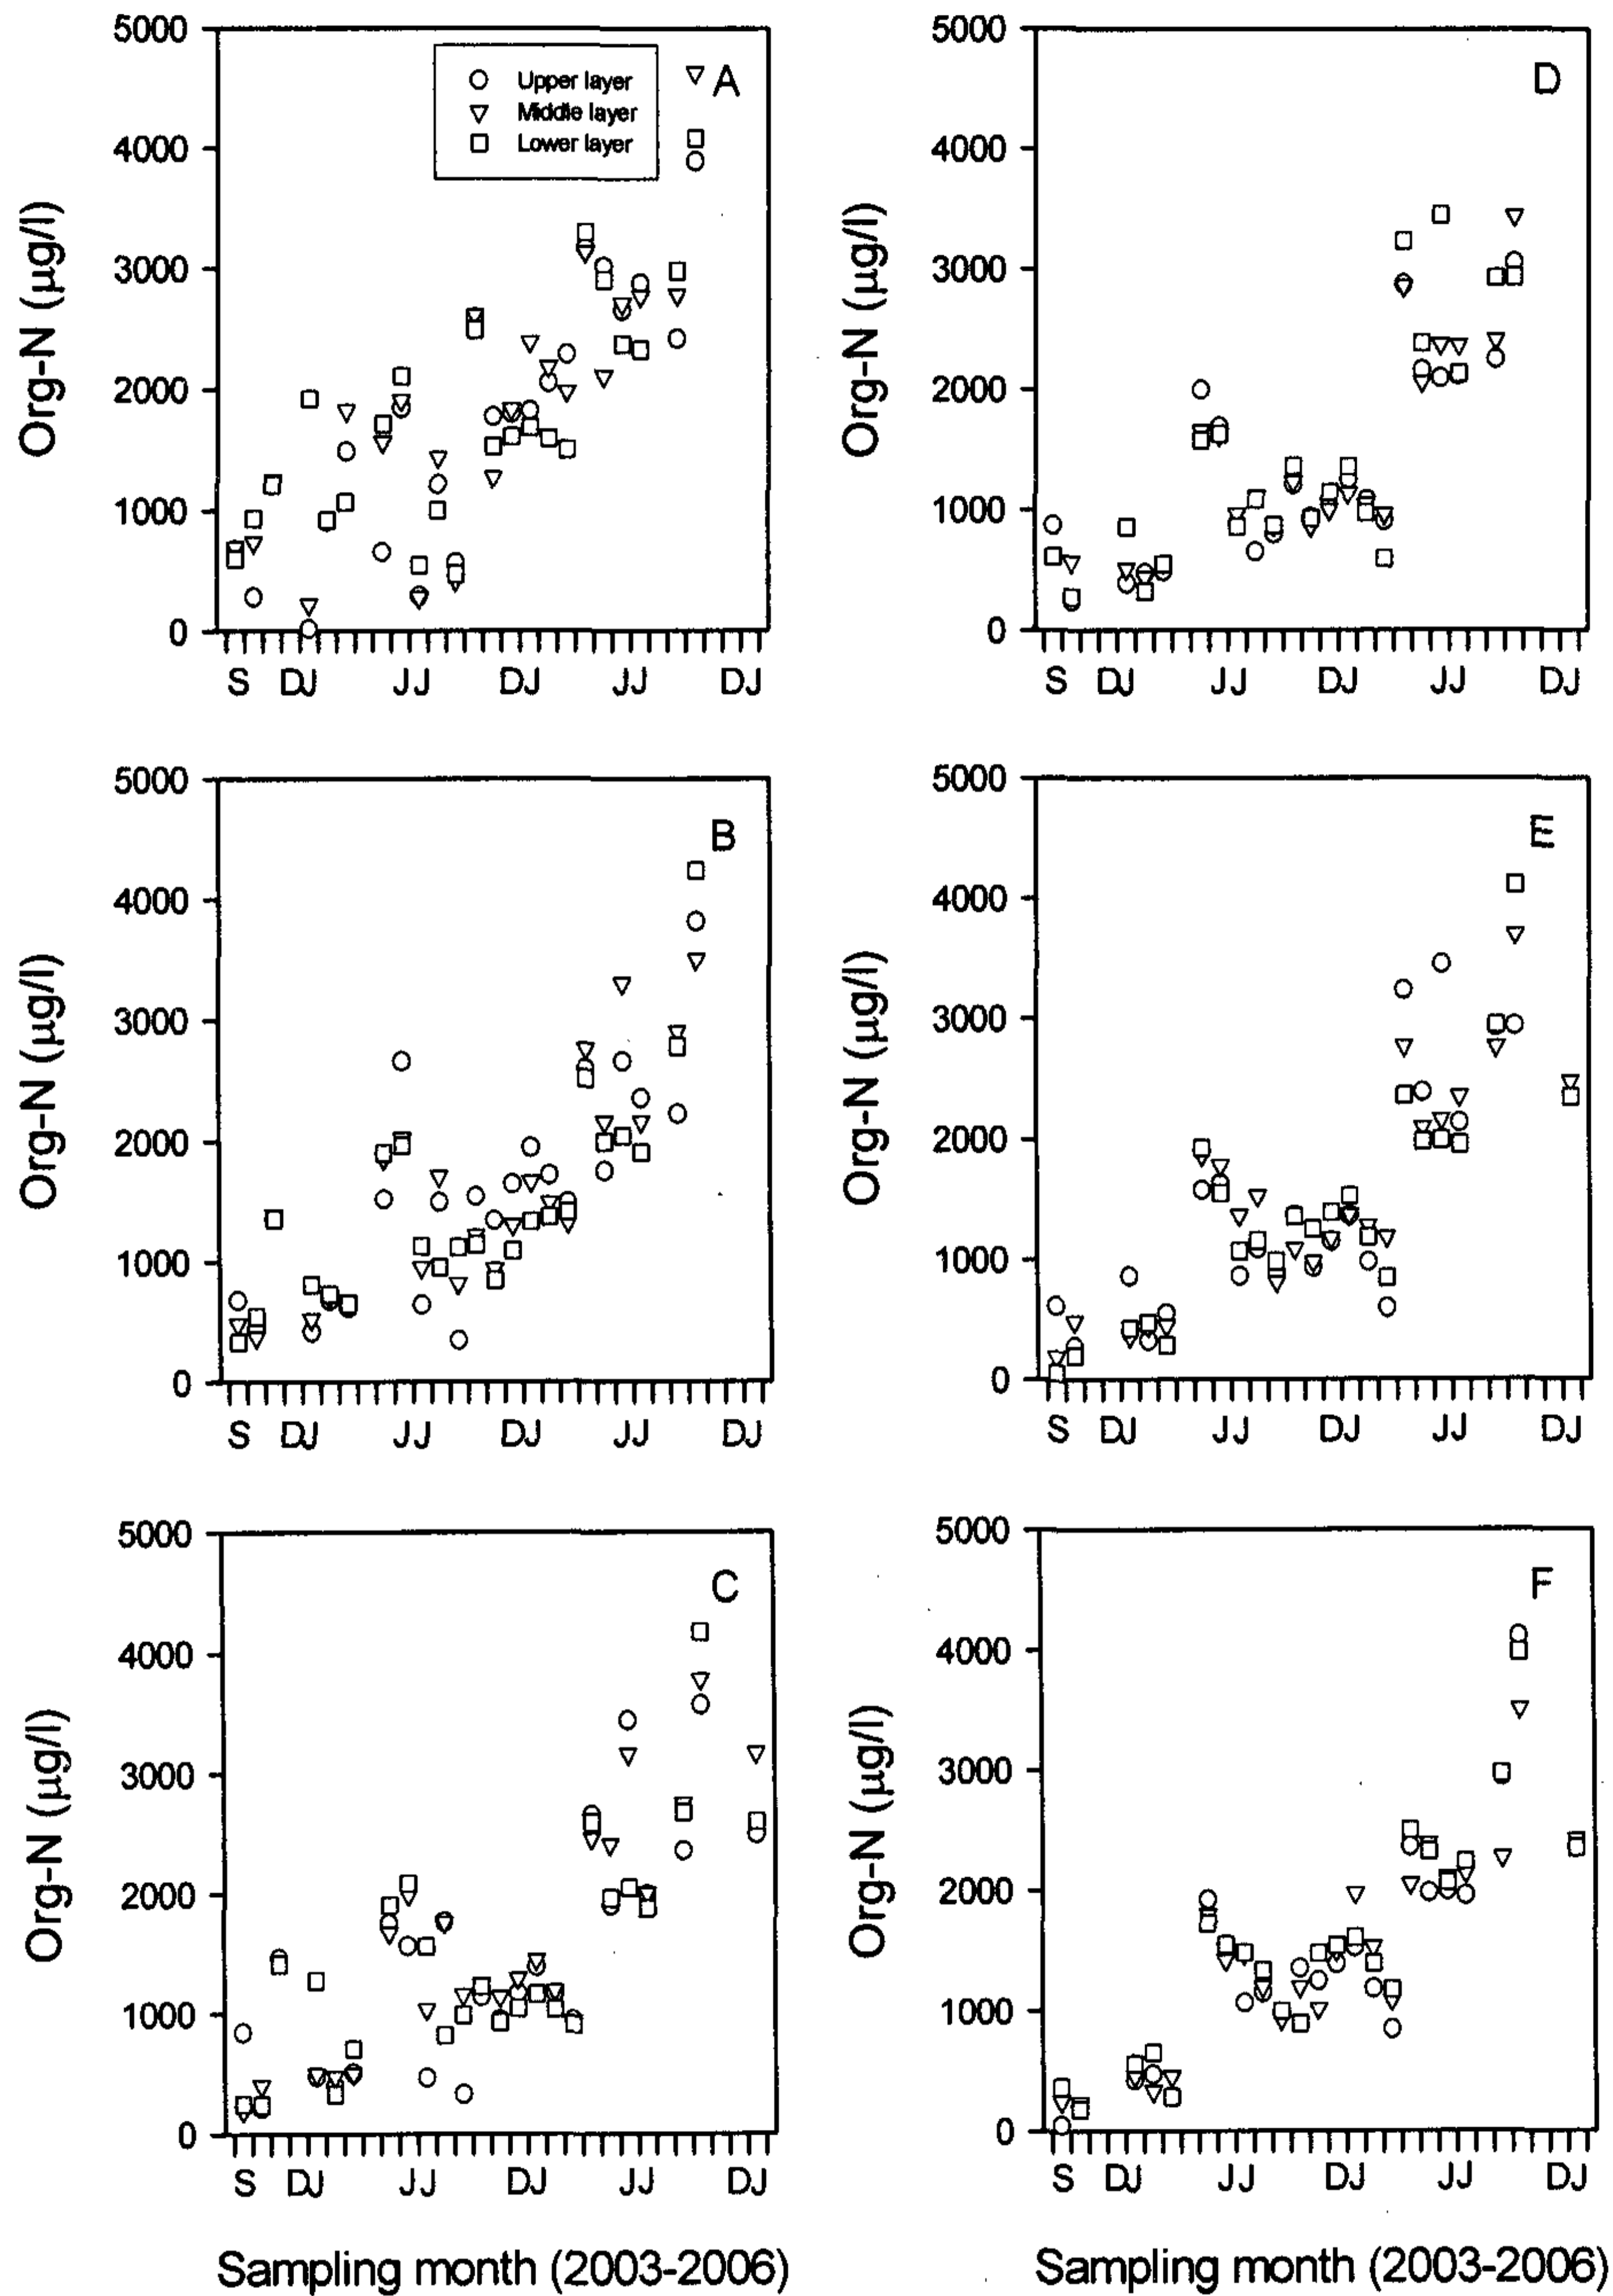 5000
4000
3000
2000
1000
0
Org-N (µg/l)
Upper layer
Middle layer
Lower layer
A
S DJ JJ DJ JJ DJ
5000
4000
3000
2000
1000
0
Org-N (µg/l)
D
S DJ JJ DJ JJ DJ
5000
4000
3000
2000
1000
0
Org-N (µg/l)
B
S DJ JJ DJ JJ DJ
5000
4000
3000
2000
1000
0
Org-N (µg/l)
E
S DJ JJ DJ JJ DJ
5000
4000
3000
2000
1000
0
Org-N (µg/l)
C
S DJ JJ DJ JJ DJ
Sampling month (2003-2006)
5000
4000
3000
2000
1000
0
Org-N (µg/l)
F
S DJ JJ DJ JJ DJ
Sampling month (2003-2006)